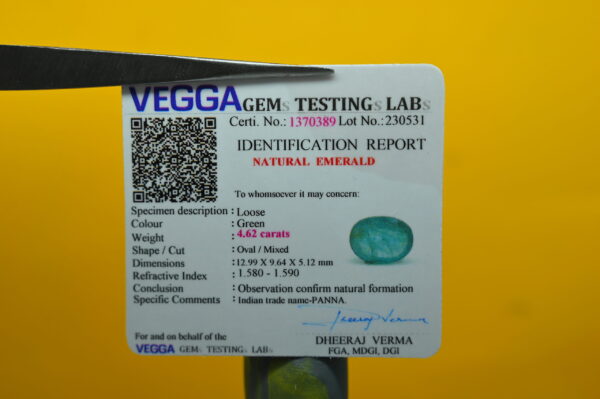 VEGGA GEMs TESTINGs LABs
Certi. No.: 1370389 Lot No.: 230531
IDENTIFICATION REPORT
NATURAL EMERALD
To whomsoever it may concern:
Specimen description : Loose
Colour : Green
Weight : 4.62 carats
Shape / Cut : Oval / Mixed
Dimensions : 12.99 X 9.64 X 5.12 mm
Refractive Index : 1.580 - 1.590
Conclusion : Observation confirm natural formation
Specific Comments : Indian trade name-PANNA.
For and on behalf of the
VEGGA GEMs TESTINGs LABs
DHEERAJ VERMA
FGA, MDGI, DGI